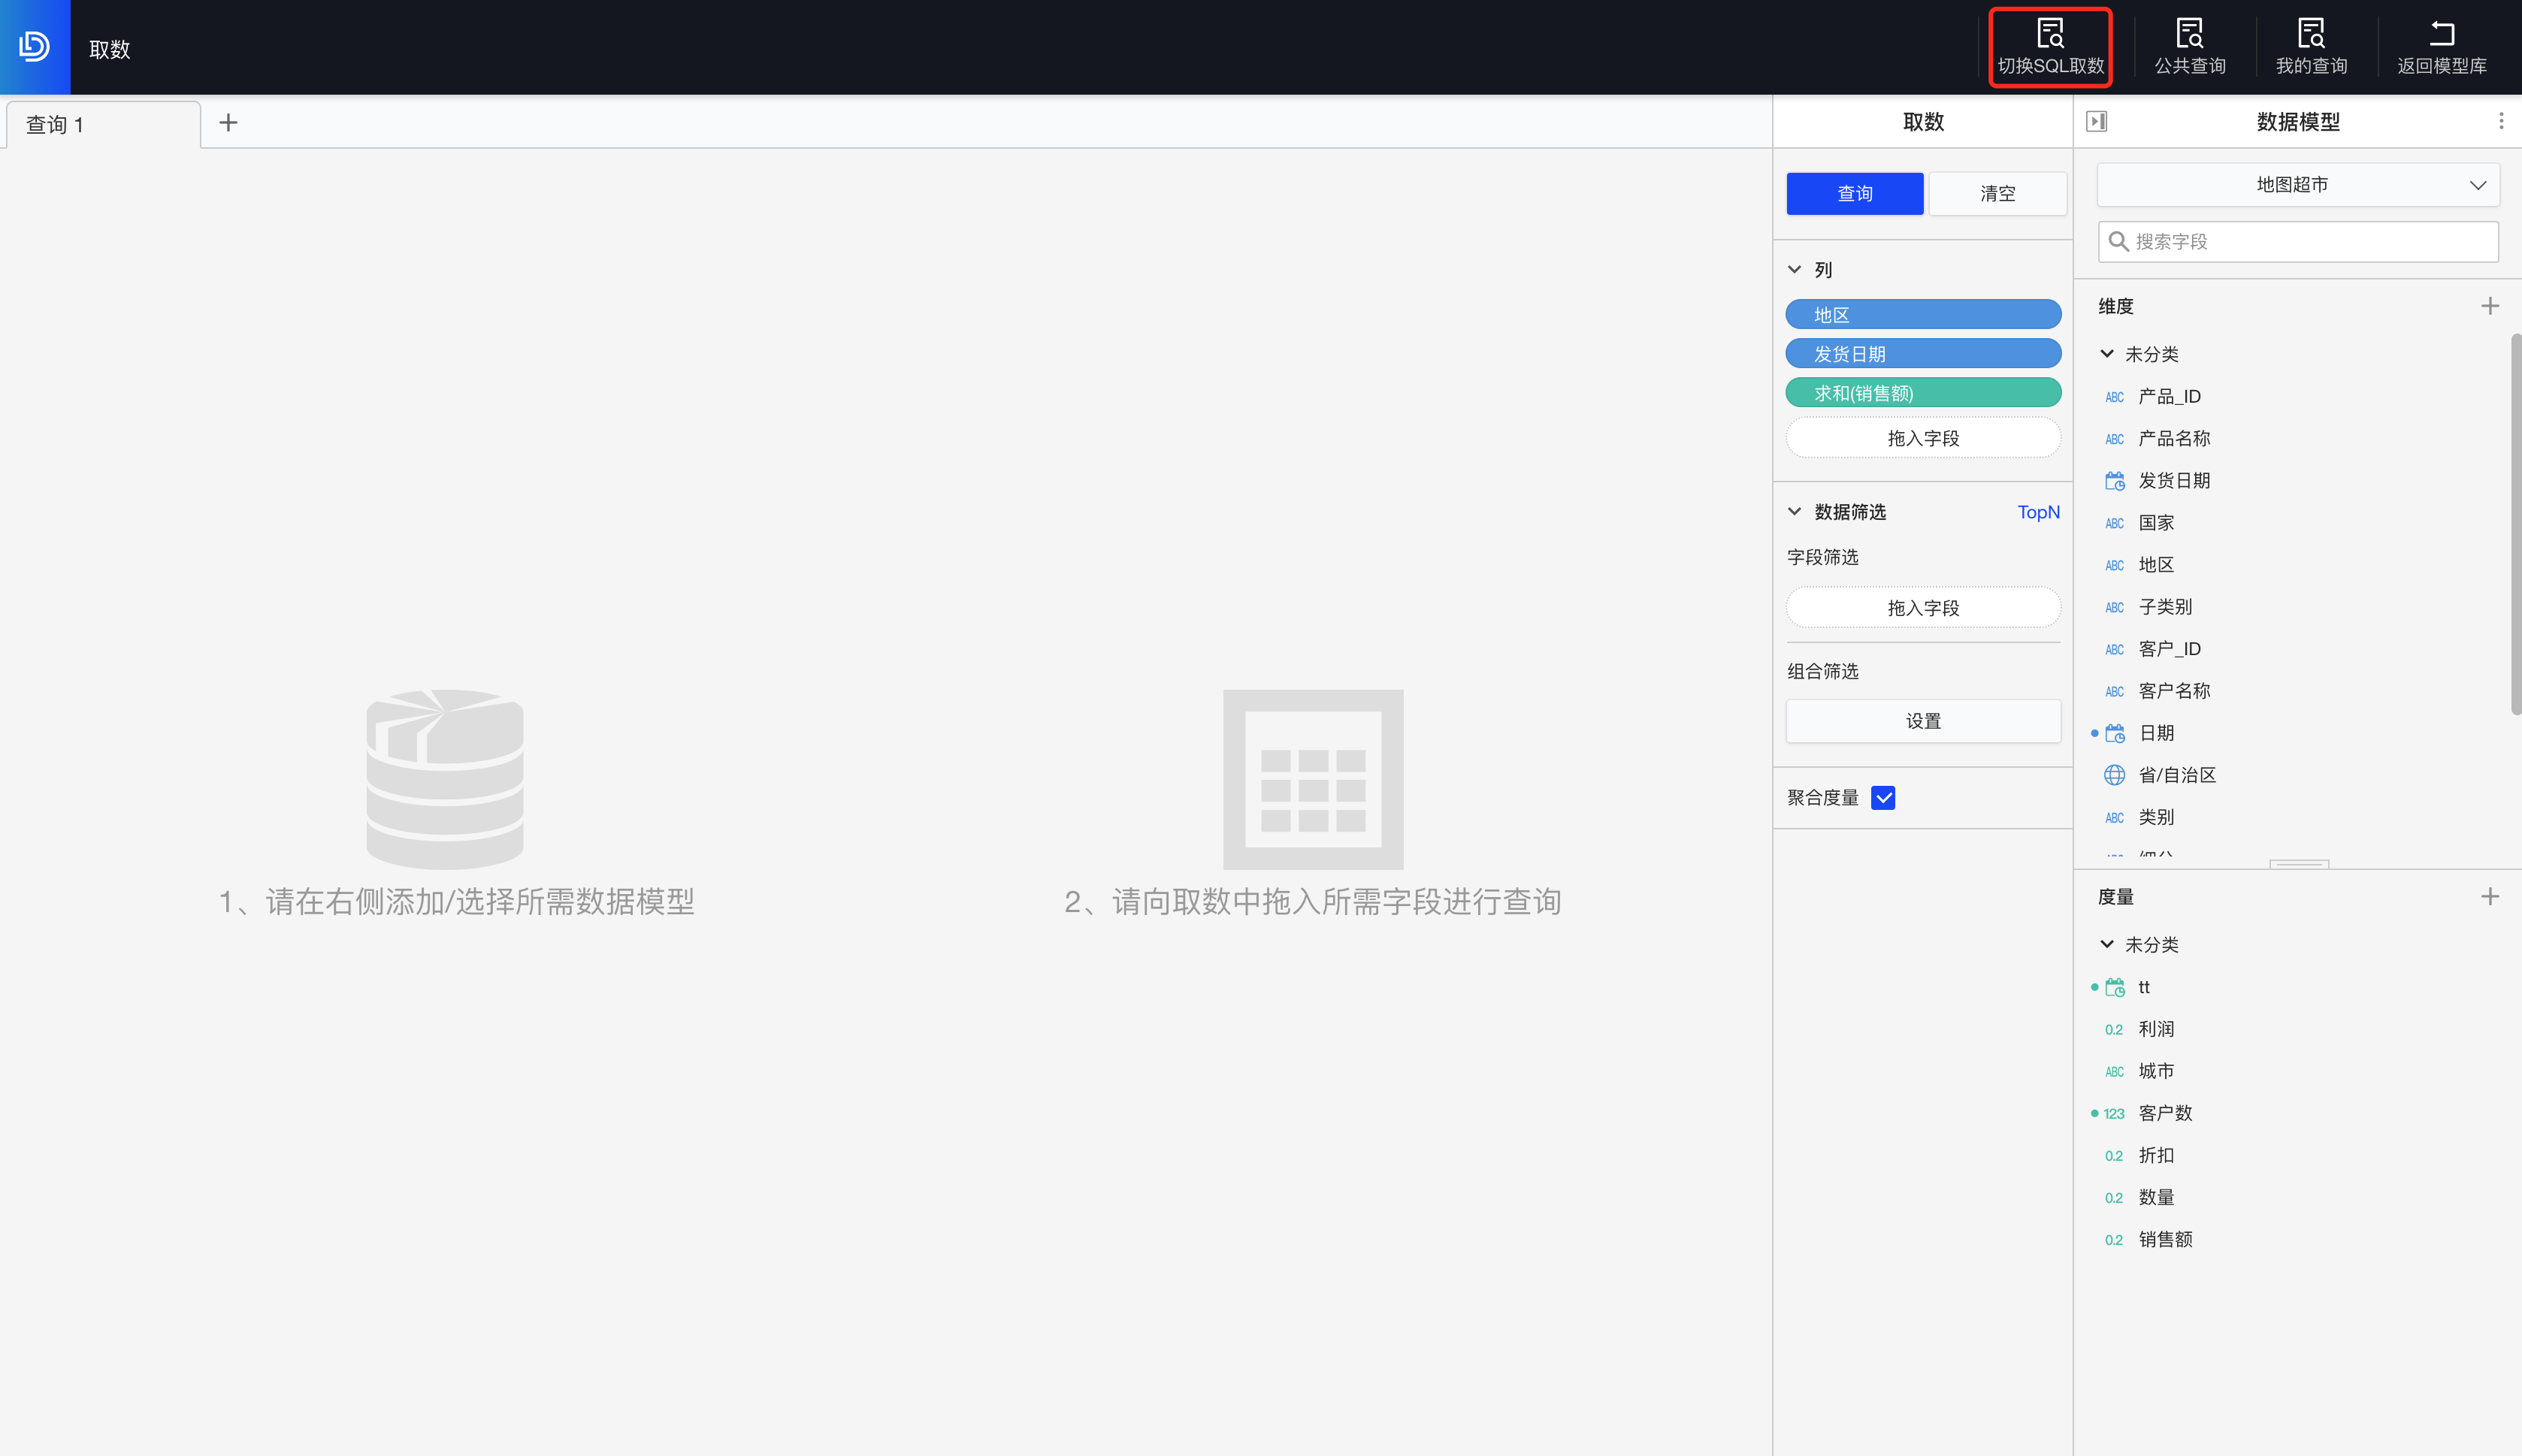 取数
切换SQL取数
公共查询
我的查询
返回模型库
查询 1
取数
查询
清空
列
地区
发货日期
求和(销售额)
拖入字段
数据筛选
TopN
字段筛选
拖入字段
组合筛选
设置
聚合度量
数据模型
地图超市
搜索字段
维度
未分类
ABC 产品_ID
ABC 产品名称
发货日期
ABC 国家
ABC 地区
ABC 子类别
ABC 客户_ID
ABC 客户名称
日期
省/自治区
ABC 类别
度量
未分类
tt
0.2 利润
ABC 城市
123 客户数
0.2 折扣
0.2 数量
0.2 销售额
1、请在右侧添加/选择所需数据模型
2、请向取数中拖入所需字段进行查询